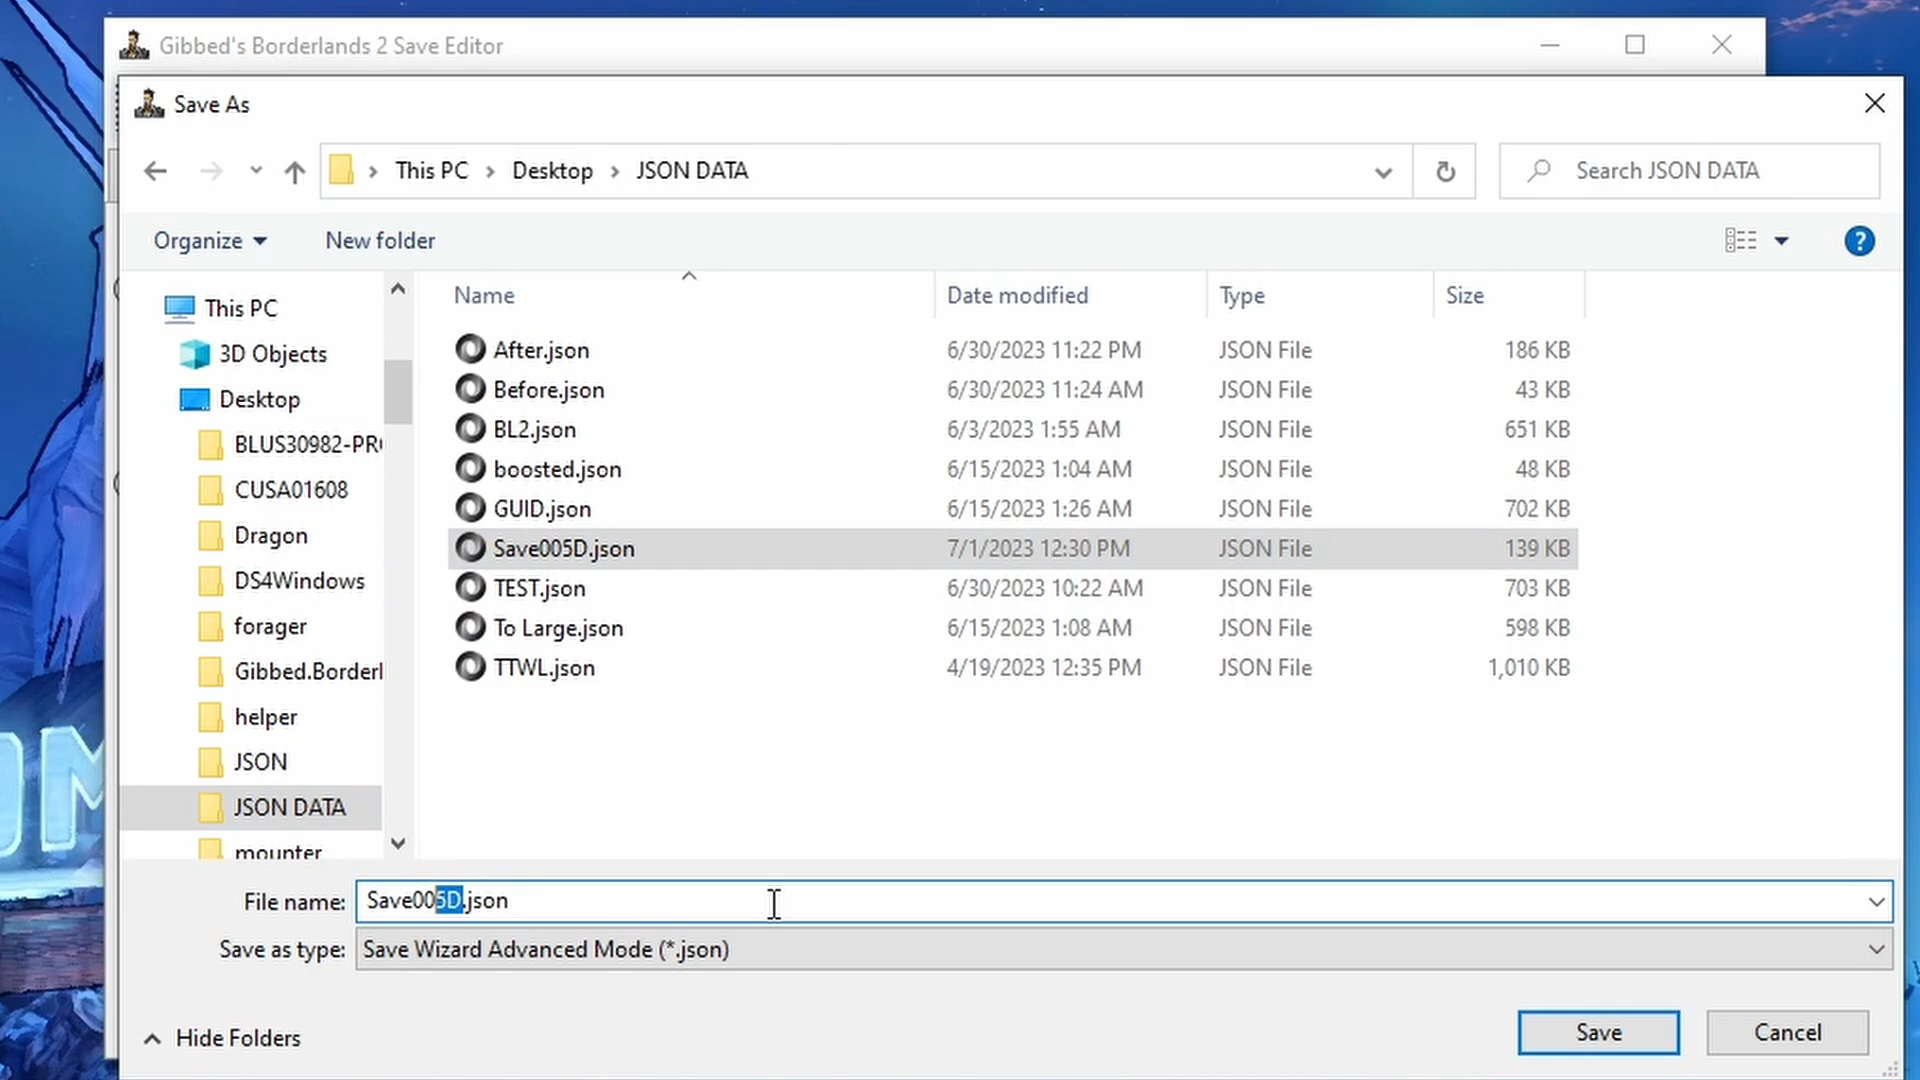 Gibbed's Borderlands 2 Save Editor
Save As
This PC > Desktop > JSON DATA
Search JSON DATA
Organize
New folder
?
Name
Date modified
Type
Size
This PC
3D Objects
Desktop
BLUS30982-PR
CUSA01608
Dragon
DS4Windows
forager
Gibbed.Borderl
helper
JSON
JSON DATA
mounter
After.json 6/30/2023 11:22 PM JSON File 186 KB
Before.json 6/30/2023 11:24 AM JSON File 43 KB
BL2.json 6/3/2023 1:55 AM JSON File 651 KB
boosted.json 6/15/2023 1:04 AM JSON File 48 KB
GUID.json 6/15/2023 1:26 AM JSON File 702 KB
Save005D.json 7/1/2023 12:30 PM JSON File 139 KB
TEST.json 6/30/2023 10:22 AM JSON File 703 KB
To Large.json 6/15/2023 1:08 AM JSON File 598 KB
TTWL.json 4/19/2023 12:35 PM JSON File 1,010 KB
File name: Save005D.json
Save as type: Save Wizard Advanced Mode (*.json)
Hide Folders
Save
Cancel